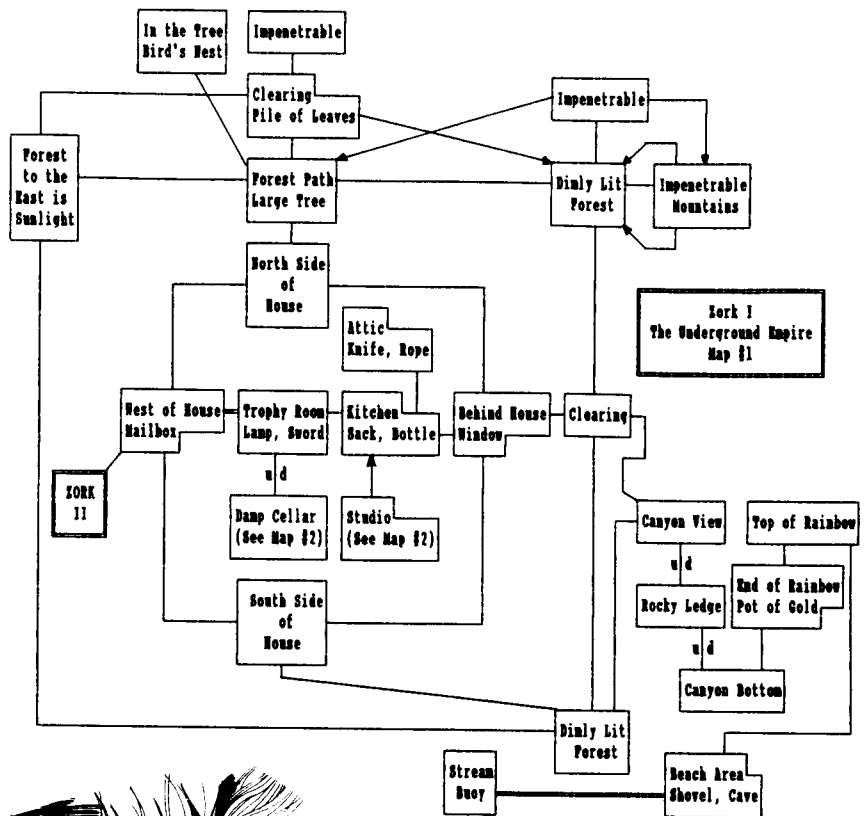 In the Tree
Bird's Nest
Impenetrable
Clearing
Pile of Leaves
Impenetrable
Forest
to the
East is
Sunlight
Forest Path
Large Tree
Dimly Lit
Forest
Impenetrable
Mountains
North Side
of
House
Attic
Knife, Rope
Zork I
The Underground Empire
Map #1
West of House
Mailbox
Trophy Room
Lamp, Sword
Kitchen
Sack, Bottle
Behind House
Window
Clearing
u d
ZORK
II
Damp Cellar
(See Map #2)
Studio
(See Map #2)
Canyon View
Top of Rainbow
u d
End of Rainbow
Pot of Gold
Rocky Ledge
South Side
of
House
u d
Canyon Bottom
Dimly Lit
Forest
Stream
Buoy
Beach Area
Shovel, Cave